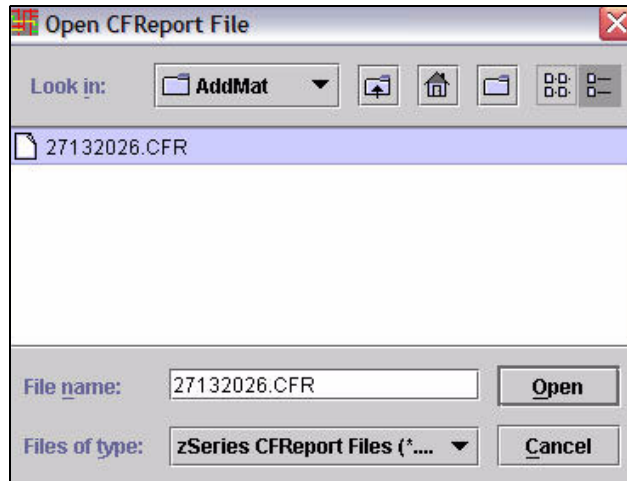 Open CFReport File
Look in: AddMat
27132026.CFR
File name: 27132026.CFR Open
Files of type: zSeries CFReport Files (*.... Cancel